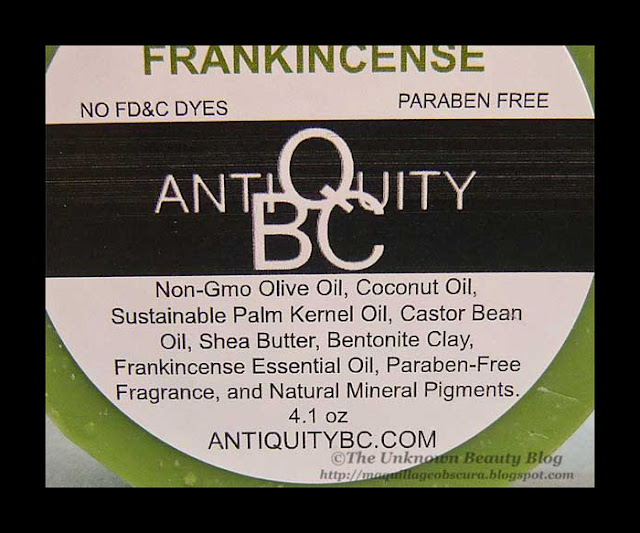 FRANKINCENSE
NO FD&C DYES
PARABEN FREE
ANTIQUITY
BC
Non-Gmo Olive Oil, Coconut Oil,
Sustainable Palm Kernel Oil, Castor Bean
Oil, Shea Butter, Bentonite Clay,
Frankincense Essential Oil, Paraben-Free
Fragrance, and Natural Mineral Pigments.
4.1 oz
ANTIQUITYBC.COM
©The Unknown Beauty Blog
http://maquillageobscura.blogspot.com